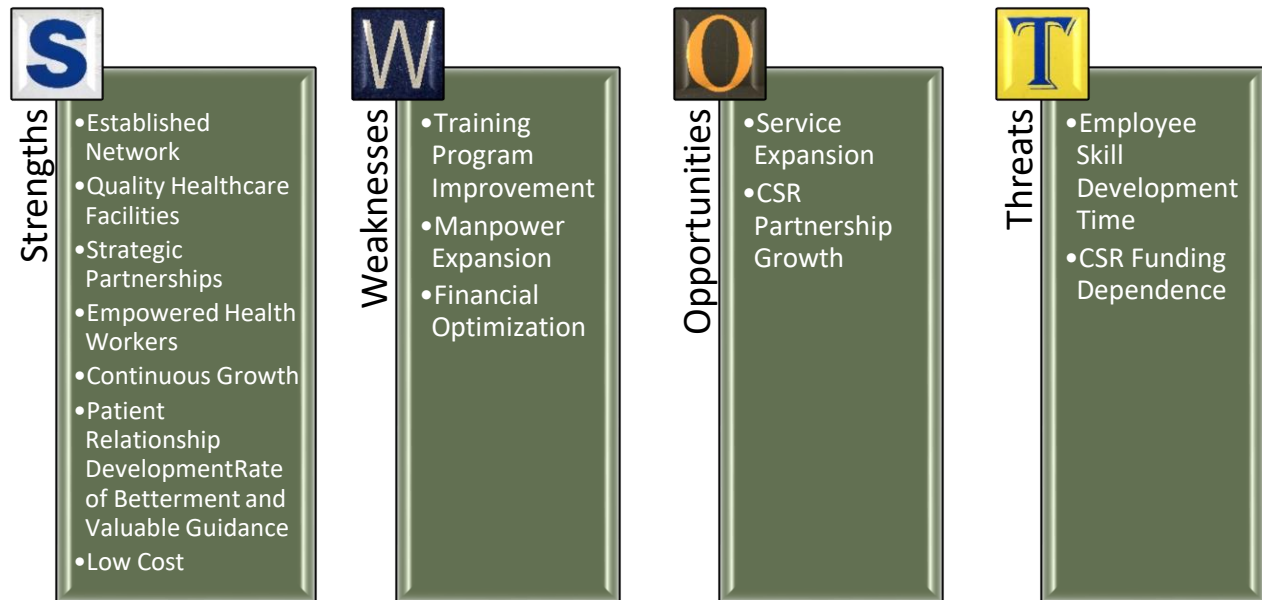 S
Strengths
•Established
Network
•Quality Healthcare
Facilities
•Strategic
Partnerships
•Empowered Health
Workers
•Continuous Growth
•Patient
Relationship
DevelopmentRate
of Betterment and
Valuable Guidance
•Low Cost
W
Weaknesses
•Training
Program
Improvement
•Manpower
Expansion
•Financial
Optimization
O
Opportunities
•Service
Expansion
•CSR
Partnership
Growth
T
Threats
•Employee
Skill
Development
Time
•CSR Funding
Dependence